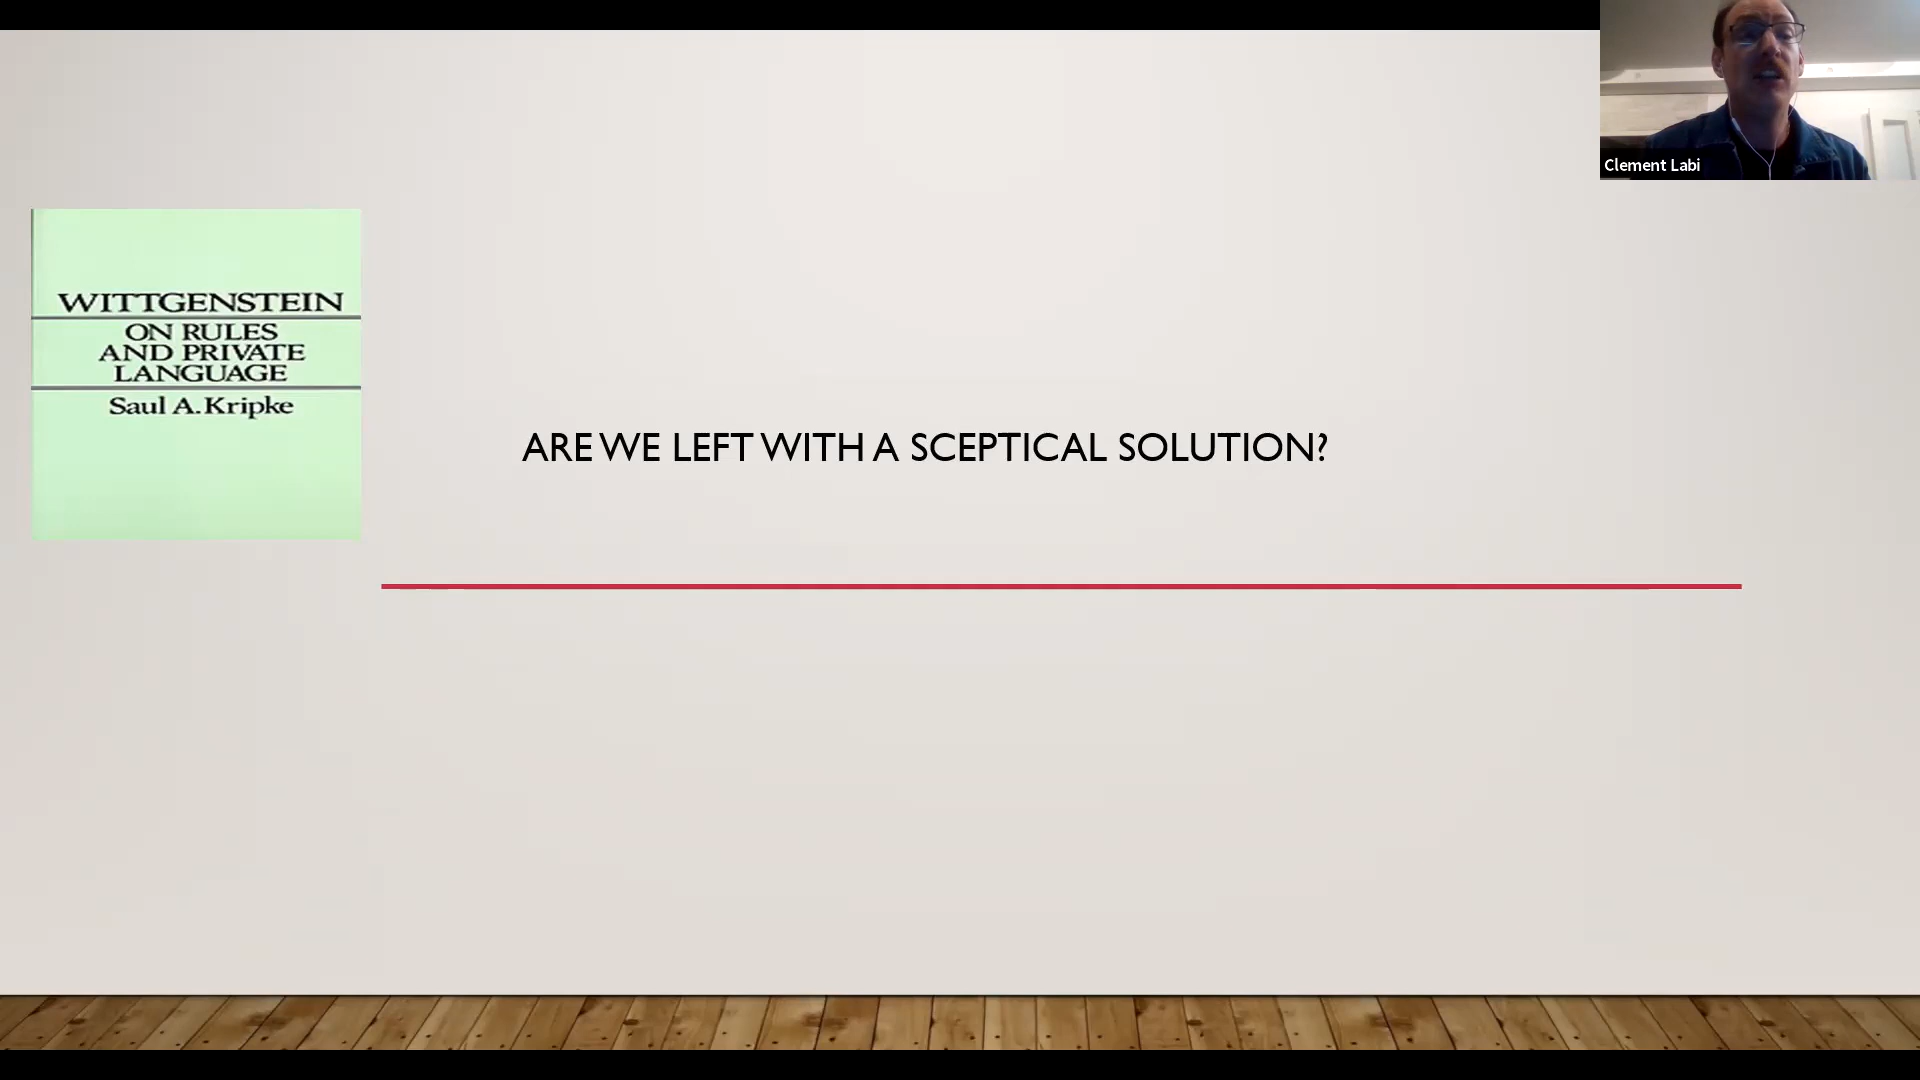 Clement Labi
WITTGENSTEIN
ON RULES
AND PRIVATE
LANGUAGE
Saul A. Kripke
ARE WE LEFT WITH A SCEPTICAL SOLUTION?